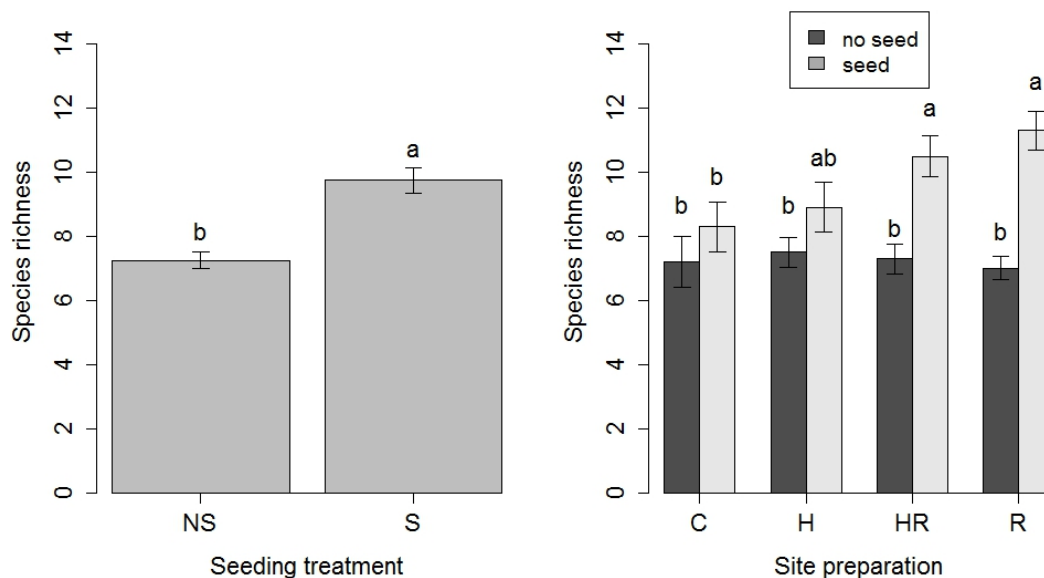 Species richness
14
12
10
8
6
4
2
0
b
a
NS
S
Seeding treatment
no seed
seed
Species richness
14
12
10
8
6
4
2
0
b
b
b
ab
b
a
b
a
C
H
HR
R
Site preparation